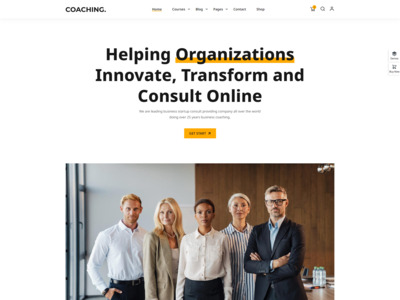 COACHING.
Home Courses Blog Pages Contact Shop
Helping Organizations
Innovate, Transform and
Consult Online
We are leading business startup consult providing company all over the world
doing over 20 years business coaching.
GET START
Demos
Buy Now